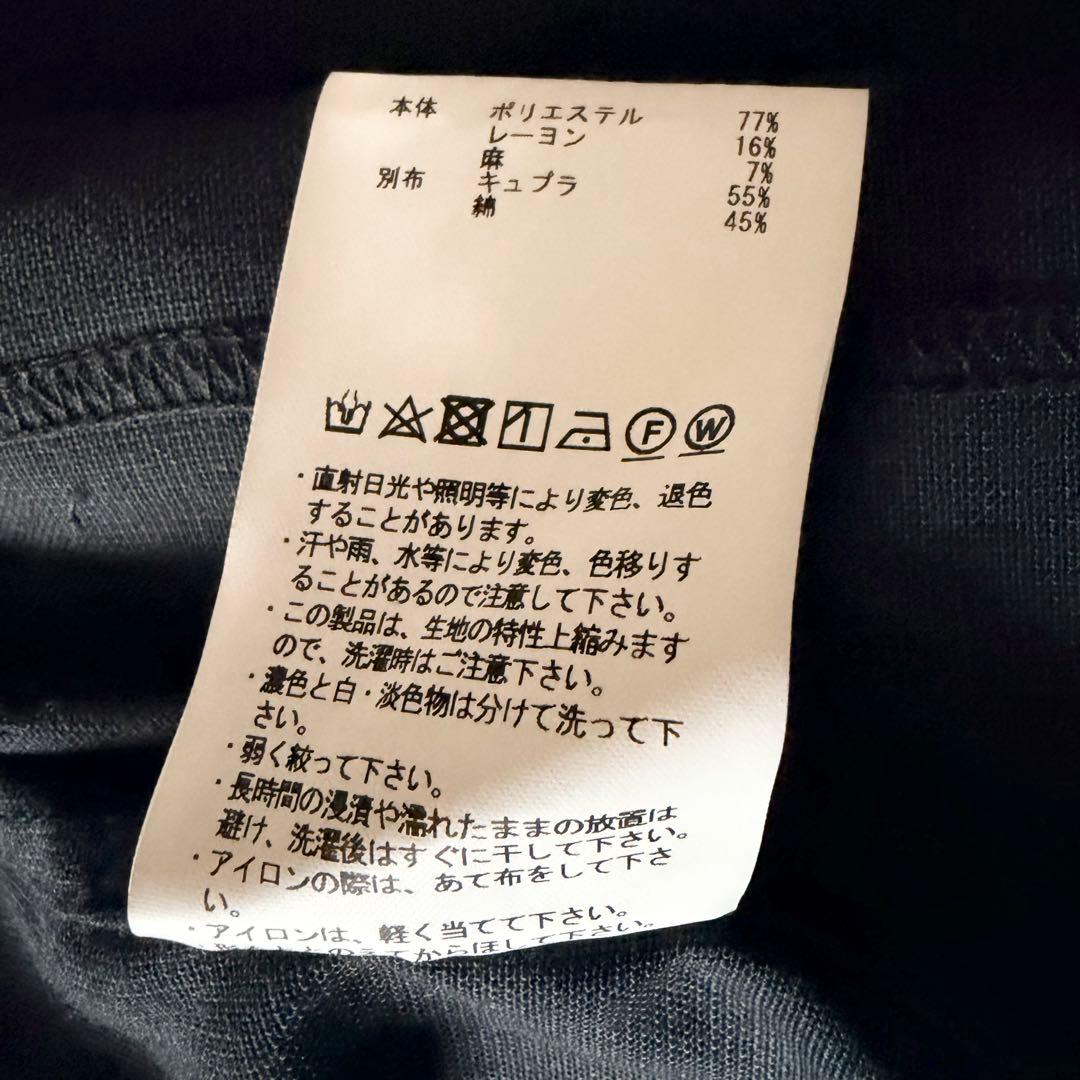 本体 ポリエステル 77%
レーヨン 16%
麻 7%
別布 キュプラ 55%
綿 45%
F W
・直射日光や照明等により変色、退色
することがあります。
・汗や雨、水等により変色、色移りす
ることがあるので注意して下さい。
・この製品は、生地の特性上縮みます
ので、洗濯時はご注意下さい。
・濃色と白・淡色物は分けて洗って下
さい。
・弱く絞って下さい。
・長時間の浸漬や濡れたままの放置は
避け、洗濯後はすぐに干して下さい。
・アイロンの際は、あて布をして下さ
い。
・アイロンは、軽く当てて下さい。
てからほして下さい。